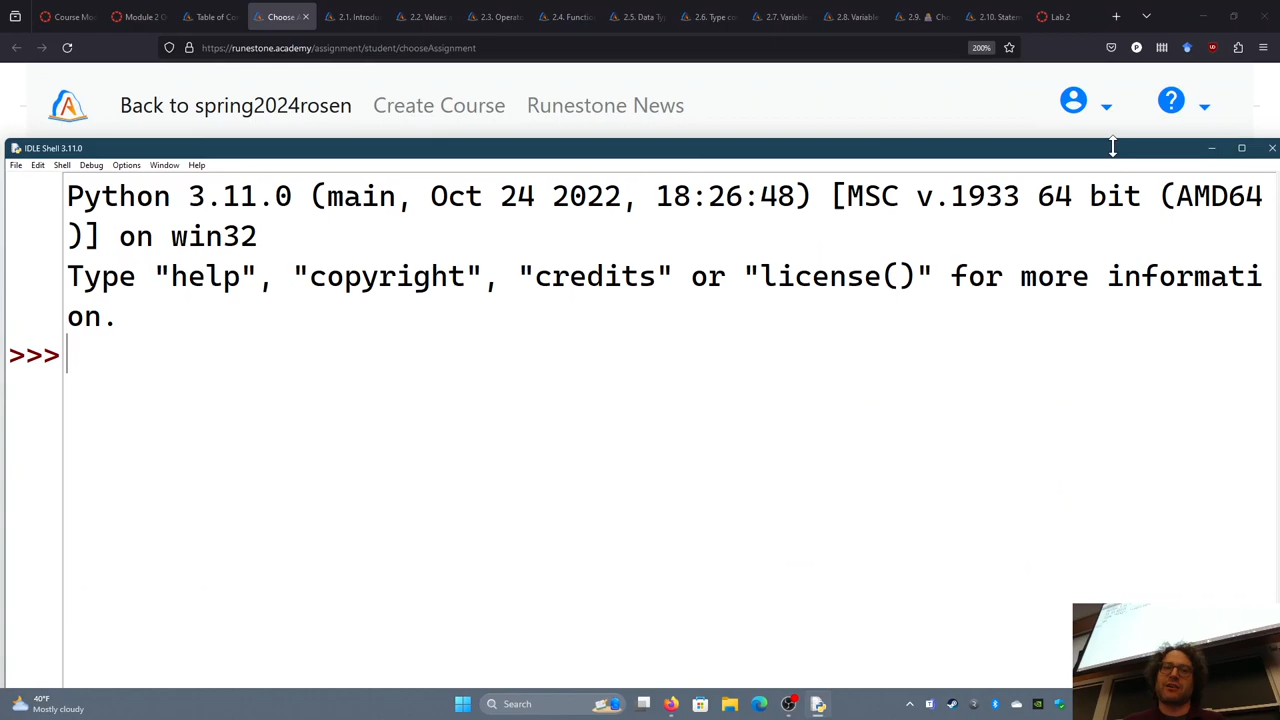 Course Mo
Module 2 O
Table of Co
Choose A
2.1. Introdu
2.2. Values
2.3. Operat
2.4. Functio
2.5. Data Ty
2.6. Type co
2.7. Variable
2.8. Variable
2.9.
Cha
2.10. Statem
Lab 2
https://runestone.academy/assignment/student/chooseAssignment
200%
Back to spring2024rosen
Create Course
Runestone News
IDLE Shell 3.11.0
File Edit Shell Debug Options Window Help
Python 3.11.0 (main, Oct 24 2022, 18:26:48) [MSC v.1933 64 bit (AMD64
)] on win32
Type "help", "copyright", "credits" or "license()" for more informati
on.
>>>
40°F
Mostly cloudy
Search